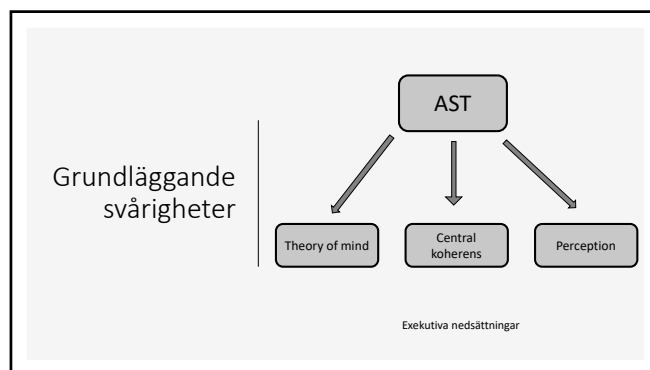 Grundläggande
svårigheter
AST
Theory of mind
Central
koherens
Perception
Exekutiva nedsättningar